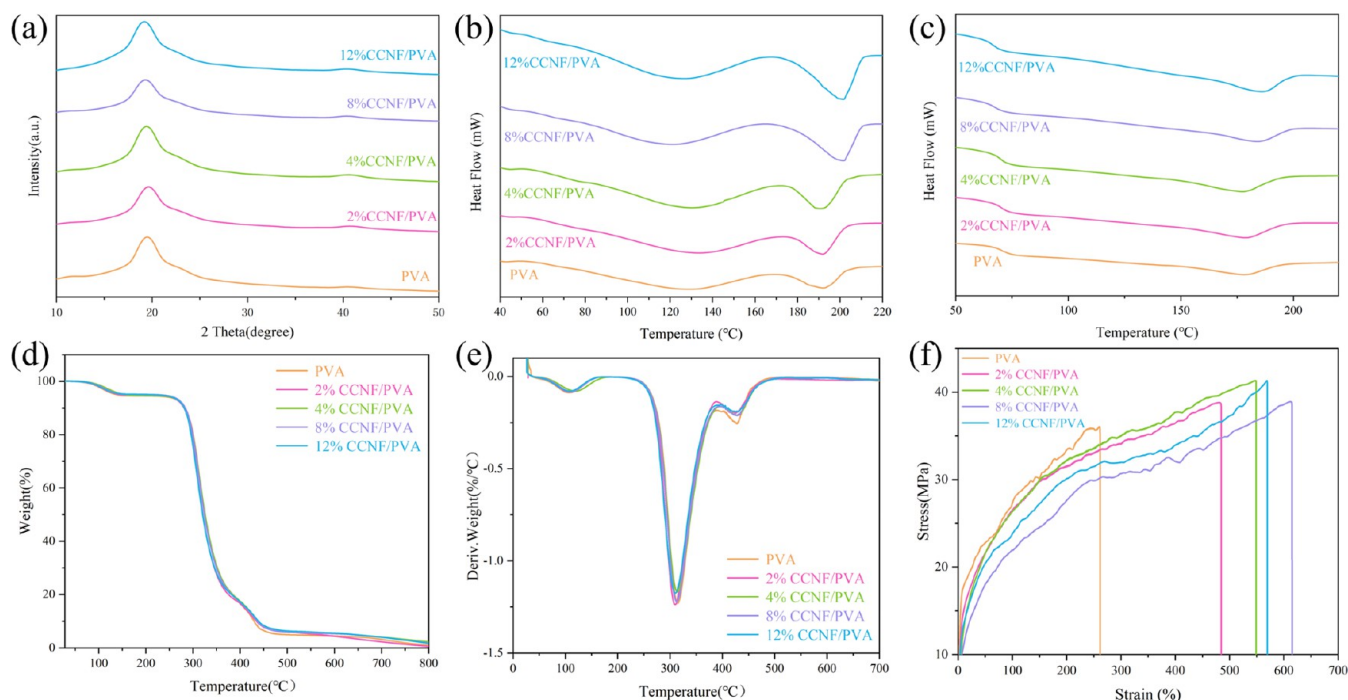 (a)
Intensity(a.u.)
12%CCNF/PVA
8%CCNF/PVA
4%CCNF/PVA
2%CCNF/PVA
PVA
10 20 30 40 50
2 Theta(degree)
(b)
Heat Flow (mW)
12%CCNF/PVA
8%CCNF/PVA
4%CCNF/PVA
2%CCNF/PVA
PVA
40 60 80 100 120 140 160 180 200 220
Temperature (℃)
(c)
Heat Flow (mW)
12%CCNF/PVA
8%CCNF/PVA
4%CCNF/PVA
2%CCNF/PVA
PVA
50 100 150 200
Temperature (℃)
(d)
Weight(%)
100
80
60
40
20
0
PVA
2% CCNF/PVA
4% CCNF/PVA
8% CCNF/PVA
12% CCNF/PVA
100 200 300 400 500 600 700 800
Temperature(℃)
(e)
Deriv.Weight(%/℃)
0.0
-0.5
-1.0
-1.5
PVA
2% CCNF/PVA
4% CCNF/PVA
8% CCNF/PVA
12% CCNF/PVA
0 100 200 300 400 500 600 700
Temperature(℃)
(f)
Stress(MPa)
40
30
20
10
PVA
2% CCNF/PVA
4% CCNF/PVA
8% CCNF/PVA
12% CCNF/PVA
0 100 200 300 400 500 600 700
Strain (%)